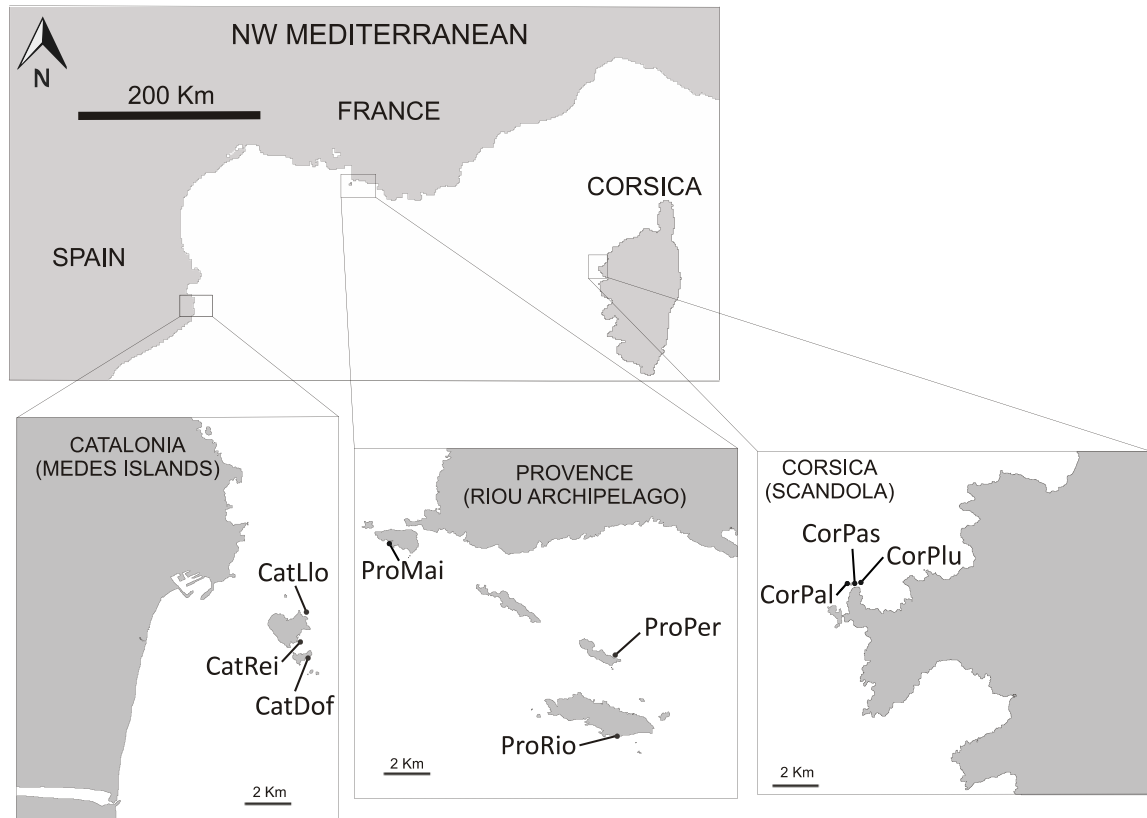 NW MEDITERRANEAN
N
200 Km
FRANCE
CORSICA
SPAIN
CATALONIA
(MEDES ISLANDS)
CatLlo
CatRei
CatDof
2 Km
PROVENCE
(RIOU ARCHIPELAGO)
ProMai
ProPer
ProRio
2 Km
CORSICA
(SCANDOLA)
CorPas
CorPlu
CorPal
2 Km